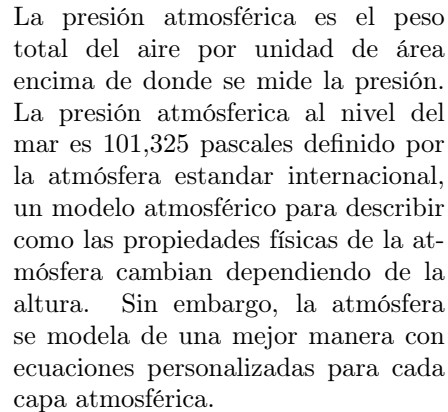 La presión atmosférica es el peso
total del aire por unidad de área
encima de donde se mide la presión.
La presión atmósferica al nivel del
mar es 101,325 pascales definido por
la atmósfera estandar internacional,
un modelo atmosférico para describir
como las propiedades físicas de la at-
mósfera cambian dependiendo de la
altura. Sin embargo, la atmósfera
se modela de una mejor manera con
ecuaciones personalizadas para cada
capa atmosférica.